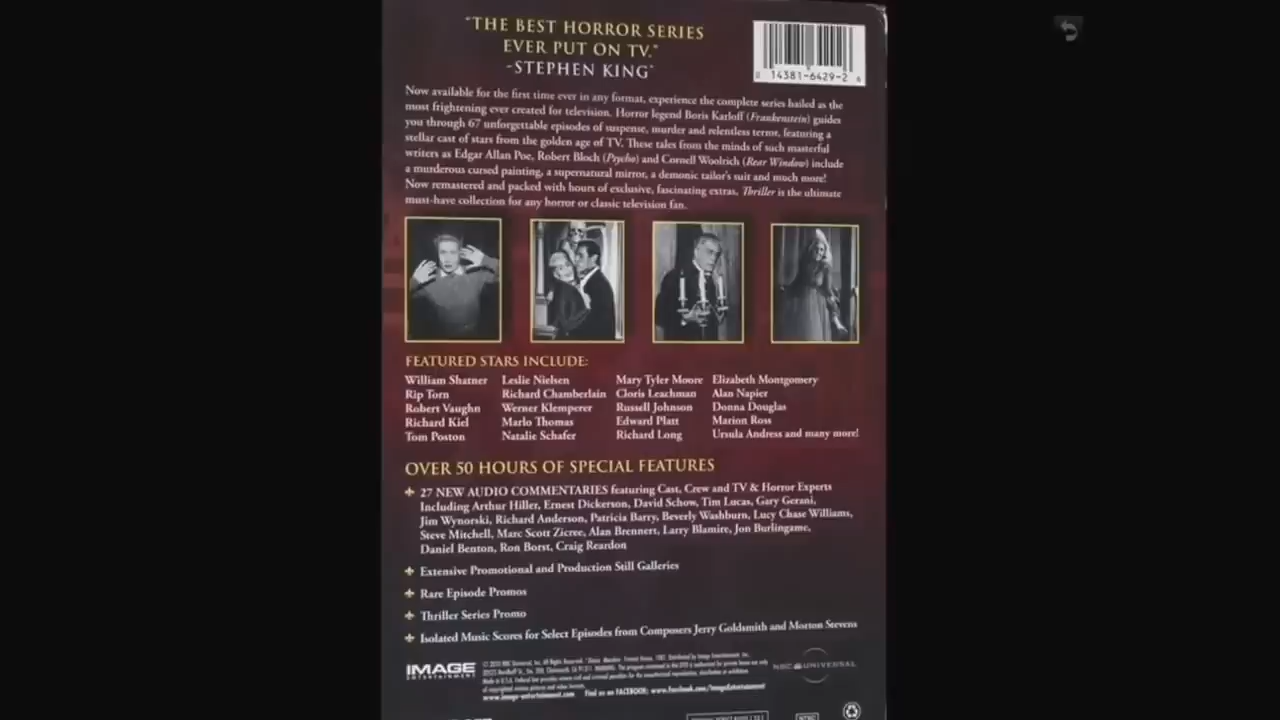 "THE BEST HORROR SERIES
EVER PUT ON TV."
-STEPHEN KING"
0 14381-6429-2
Now available for the first time ever in any format, experience the complete series hailed as the
most frightening ever created for television. Horror legend Boris Karloff (Frankenstein) guides
you through 67 unforgettable episodes of suspense, murder and relentless terror, featuring a
stellar cast of stars from the golden age of TV. These tales from the minds of such masterful
writers as Edgar Allan Poe, Robert Bloch (Psycho) and Cornell Woolrich (Rear Window) include
a murderous cursed painting, a supernatural mirror, a demonic tailor's suit and much more!
Now remastered and packed with hours of exclusive, fascinating extras, Thriller is the ultimate
must-have collection for any horror or classic television fan.
FEATURED STARS INCLUDE:
William Shatner Leslie Nielsen Mary Tyler Moore Elizabeth Montgomery
Rip Torn Richard Chamberlain Cloris Leachman Alan Napier
Robert Vaughn Werner Klemperer Russell Johnson Donna Douglas
Richard Kiel Marlo Thomas Edward Platt Marion Ross
Tom Poston Natalie Schafer Richard Long Ursula Andress and many more!
OVER 50 HOURS OF SPECIAL FEATURES
27 NEW AUDIO COMMENTARIES featuring Cast, Crew and TV & Horror Experts
Including Arthur Hiller, Ernest Dickerson, David Schow, Tim Lucas, Gary Gerani,
Jim Wynorski, Richard Anderson, Patricia Barry, Beverly Washburn, Lucy Chase Williams,
Steve Mitchell, Marc Scott Zicree, Alan Brennert, Larry Blamire, Jon Burlingame,
Daniel Benton, Ron Borst, Craig Reardon
Extensive Promotional and Production Still Galleries
Rare Episode Promos
Thriller Series Promo
Isolated Music Scores for Select Episodes from Composers Jerry Goldsmith and Morton Stevens
IMAGE
ENTERTAINMENT
NBC UNIVERSAL
www.image-entertainment.com Find us on FACEBOOK: www.facebook.com/ImageEntertainment